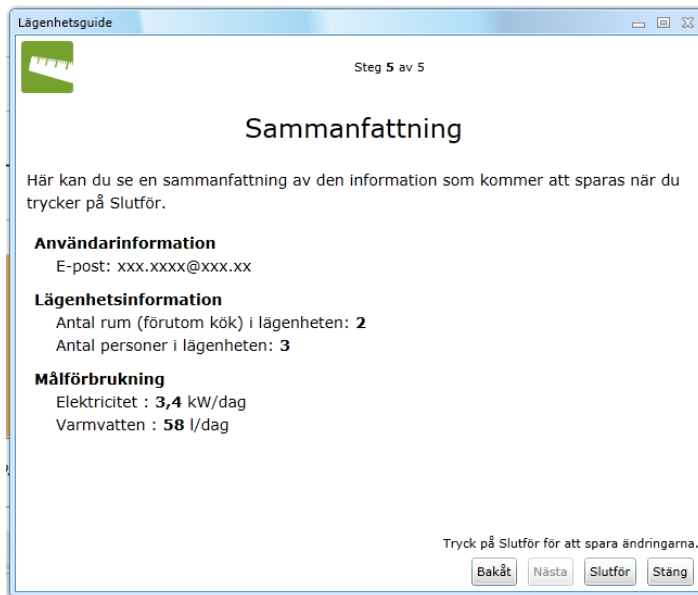 Lägenhetsguide
Steg 5 av 5
Sammanfattning
Här kan du se en sammanfattning av den information som kommer att sparas när du
trycker på Slutför.
Användarinformation
E-post: xxx.xxxx@xxx.xx
Lägenhetsinformation
Antal rum (förutom kök) i lägenheten: 2
Antal personer i lägenheten: 3
Målförbrukning
Elektricitet : 3,4 kW/dag
Varmvatten : 58 l/dag
Tryck på Slutför för att spara ändringarna.
Bakåt Nästa Slutför Stäng